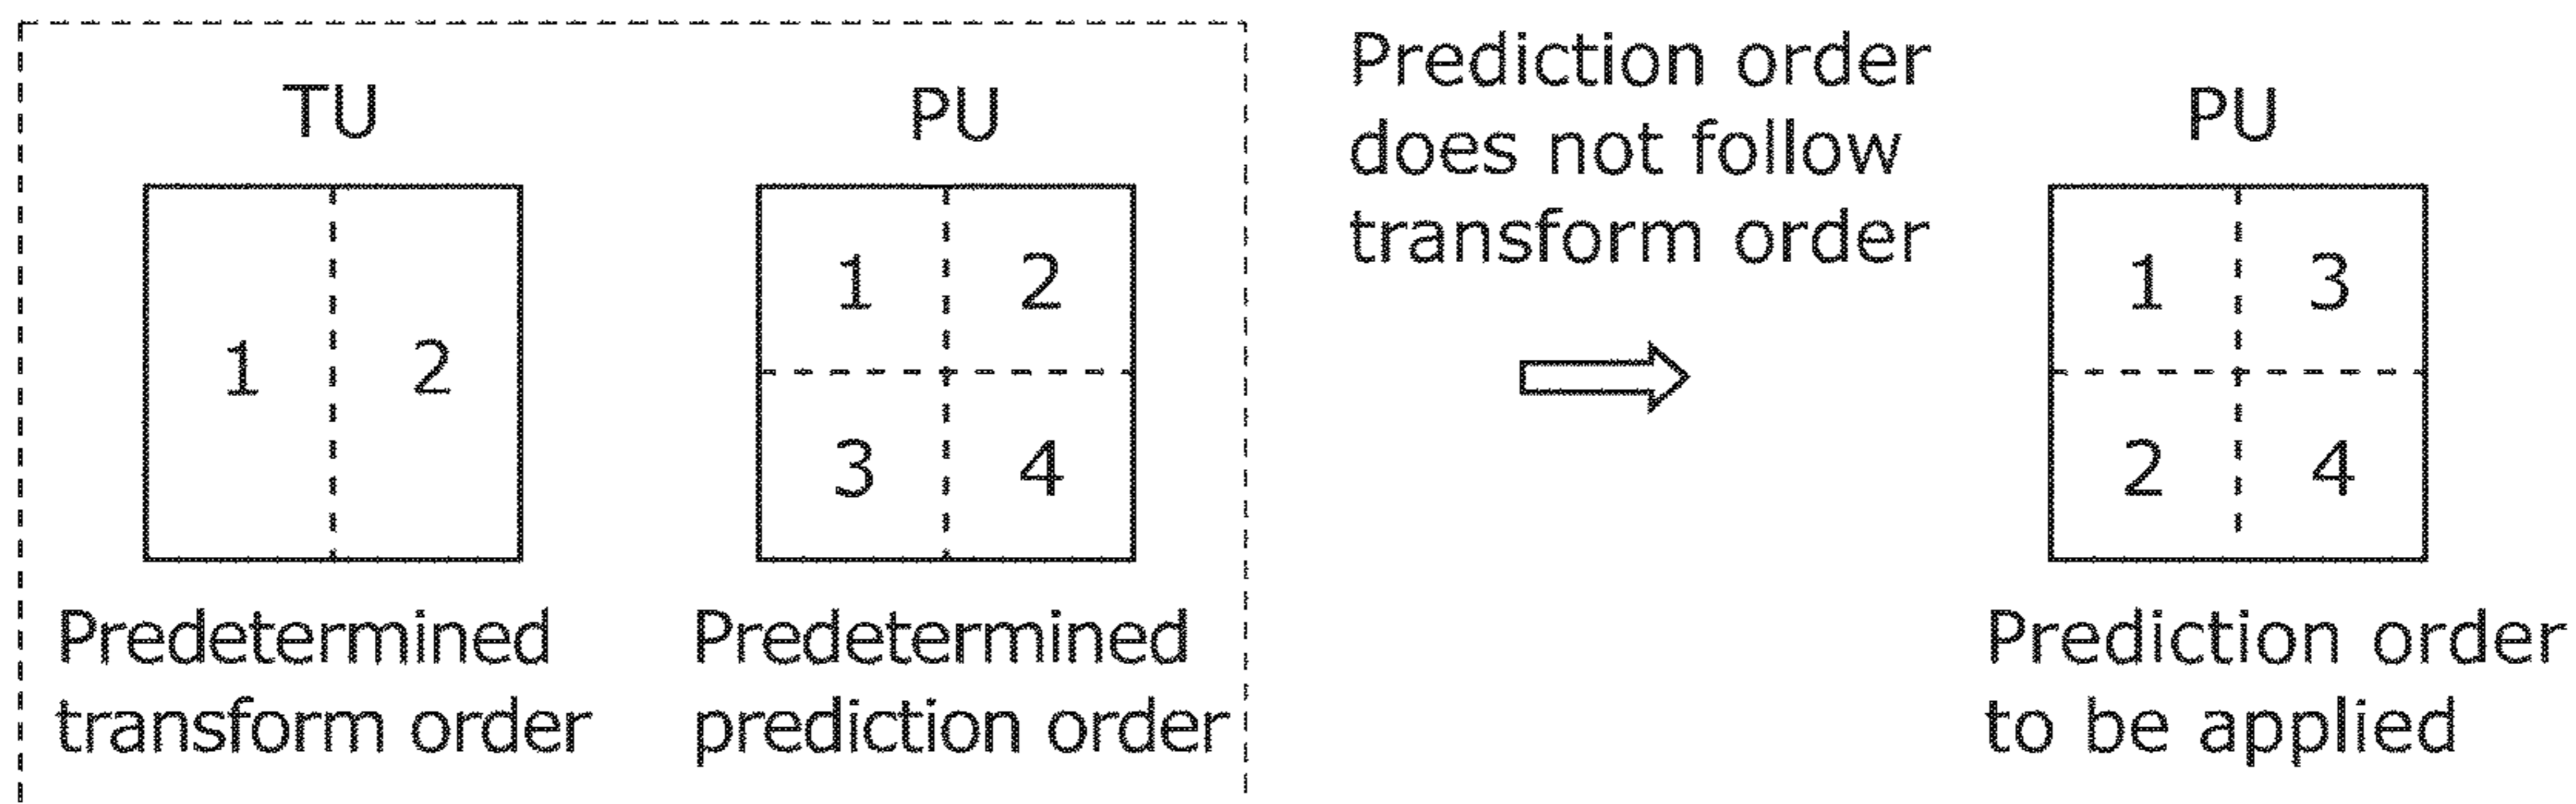 TU
1 2
Predetermined
transform order
PU
1 2
3 4
Predetermined
prediction order
Prediction order
does not follow
transform order
PU
1 3
2 4
Prediction order
to be applied